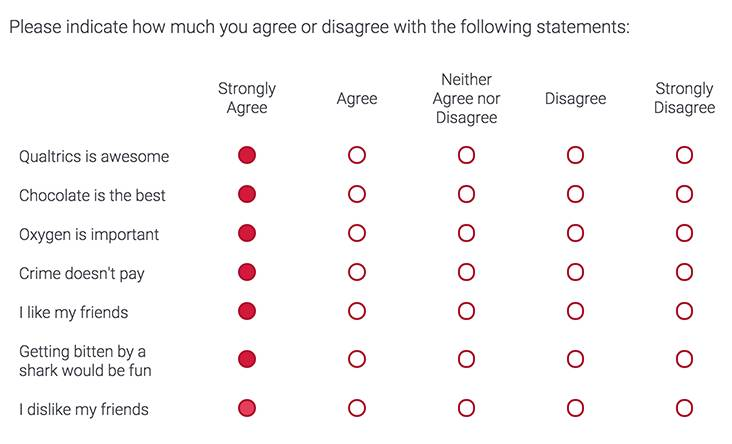 Please indicate how much you agree or disagree with the following statements:
Strongly
Agree
Agree
Neither
Agree nor
Disagree
Disagree
Strongly
Disagree
Qualtrics is awesome
Chocolate is the best
Oxygen is important
Crime doesn't pay
I like my friends
Getting bitten by a
shark would be fun
I dislike my friends